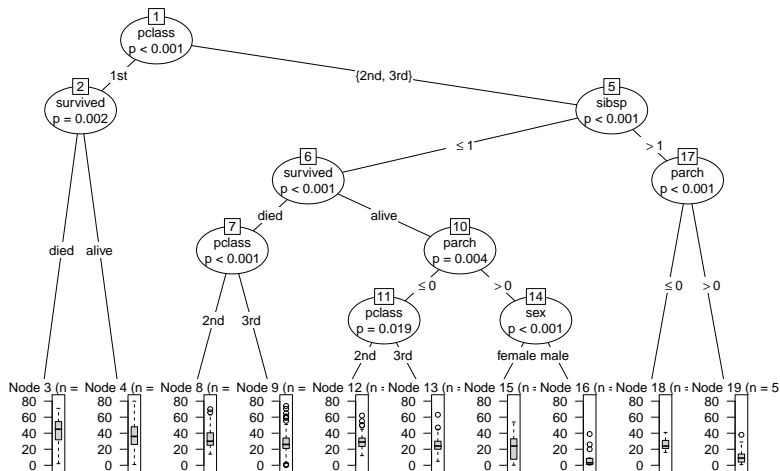 1
pclass
p < 0.001
1st
{2nd, 3rd}
2
survived
p = 0.002
5
sibsp
p < 0.001
≤ 1
> 1
6
survived
p < 0.001
17
parch
p < 0.001
died
alive
7
pclass
p < 0.001
10
parch
p = 0.004
died alive
≤ 0
> 0
≤ 0
> 0
11
pclass
p = 0.019
14
sex
p < 0.001
2nd
3rd
2nd
3rd
female male
Node 3 (n =
Node 4 (n =
Node 8 (n =
Node 9 (n =
Node 12 (n :
Node 13 (n :
Node 15 (n :
Node 16 (n :
Node 18 (n :
Node 19 (n = 5
80 80 80 80 80 80 80 80 80 80
60 60 60 60 60 60 60 60 60 60
40 40 40 40 40 40 40 40 40 40
20 20 20 20 20 20 20 20 20 20
0 0 0 0 0 0 0 0 0 0